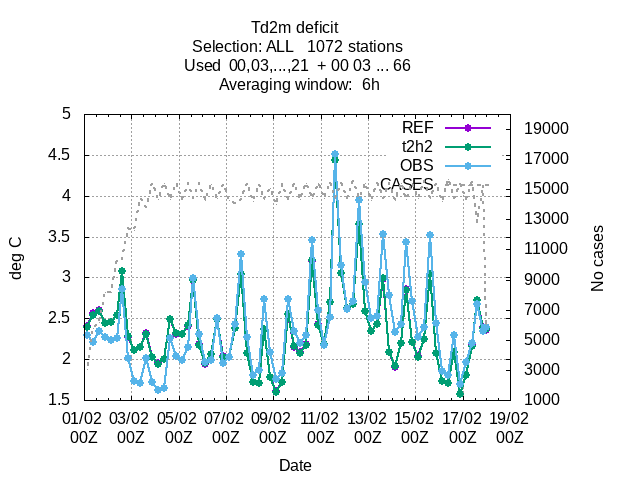 Td2m deficit
Selection: ALL   1072 stations
Used  00,03,...,21  + 00 03 ... 66
Averaging window:  6h
5
4.5
4
3.5
3
2.5
2
1.5
deg C
REF
t2h2
OBS
CASES
19000
17000
15000
13000
11000
9000
7000
5000
3000
1000
No cases
01/02 03/02 05/02 07/02 09/02 11/02 13/02 15/02 17/02 19/02
00Z 00Z 00Z 00Z 00Z 00Z 00Z 00Z 00Z 00Z
Date